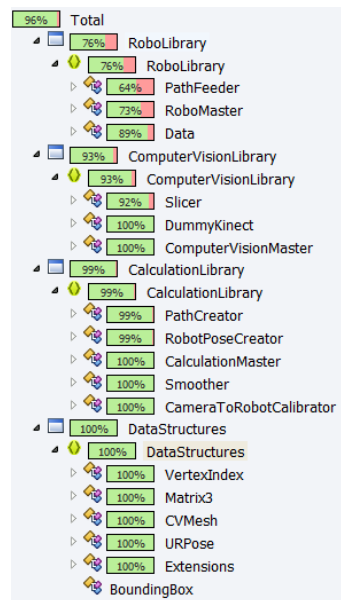 96% Total
76% RoboLibrary
76% RoboLibrary
64% PathFeeder
73% RoboMaster
89% Data
93% ComputerVisionLibrary
93% ComputerVisionLibrary
92% Slicer
100% DummyKinect
100% ComputerVisionMaster
99% CalculationLibrary
99% CalculationLibrary
99% PathCreator
99% RobotPoseCreator
100% CalculationMaster
100% Smoother
100% CameraToRobotCalibrator
100% DataStructures
100% DataStructures
100% VertexIndex
100% Matrix3
100% CVMesh
100% URPose
100% Extensions
BoundingBox